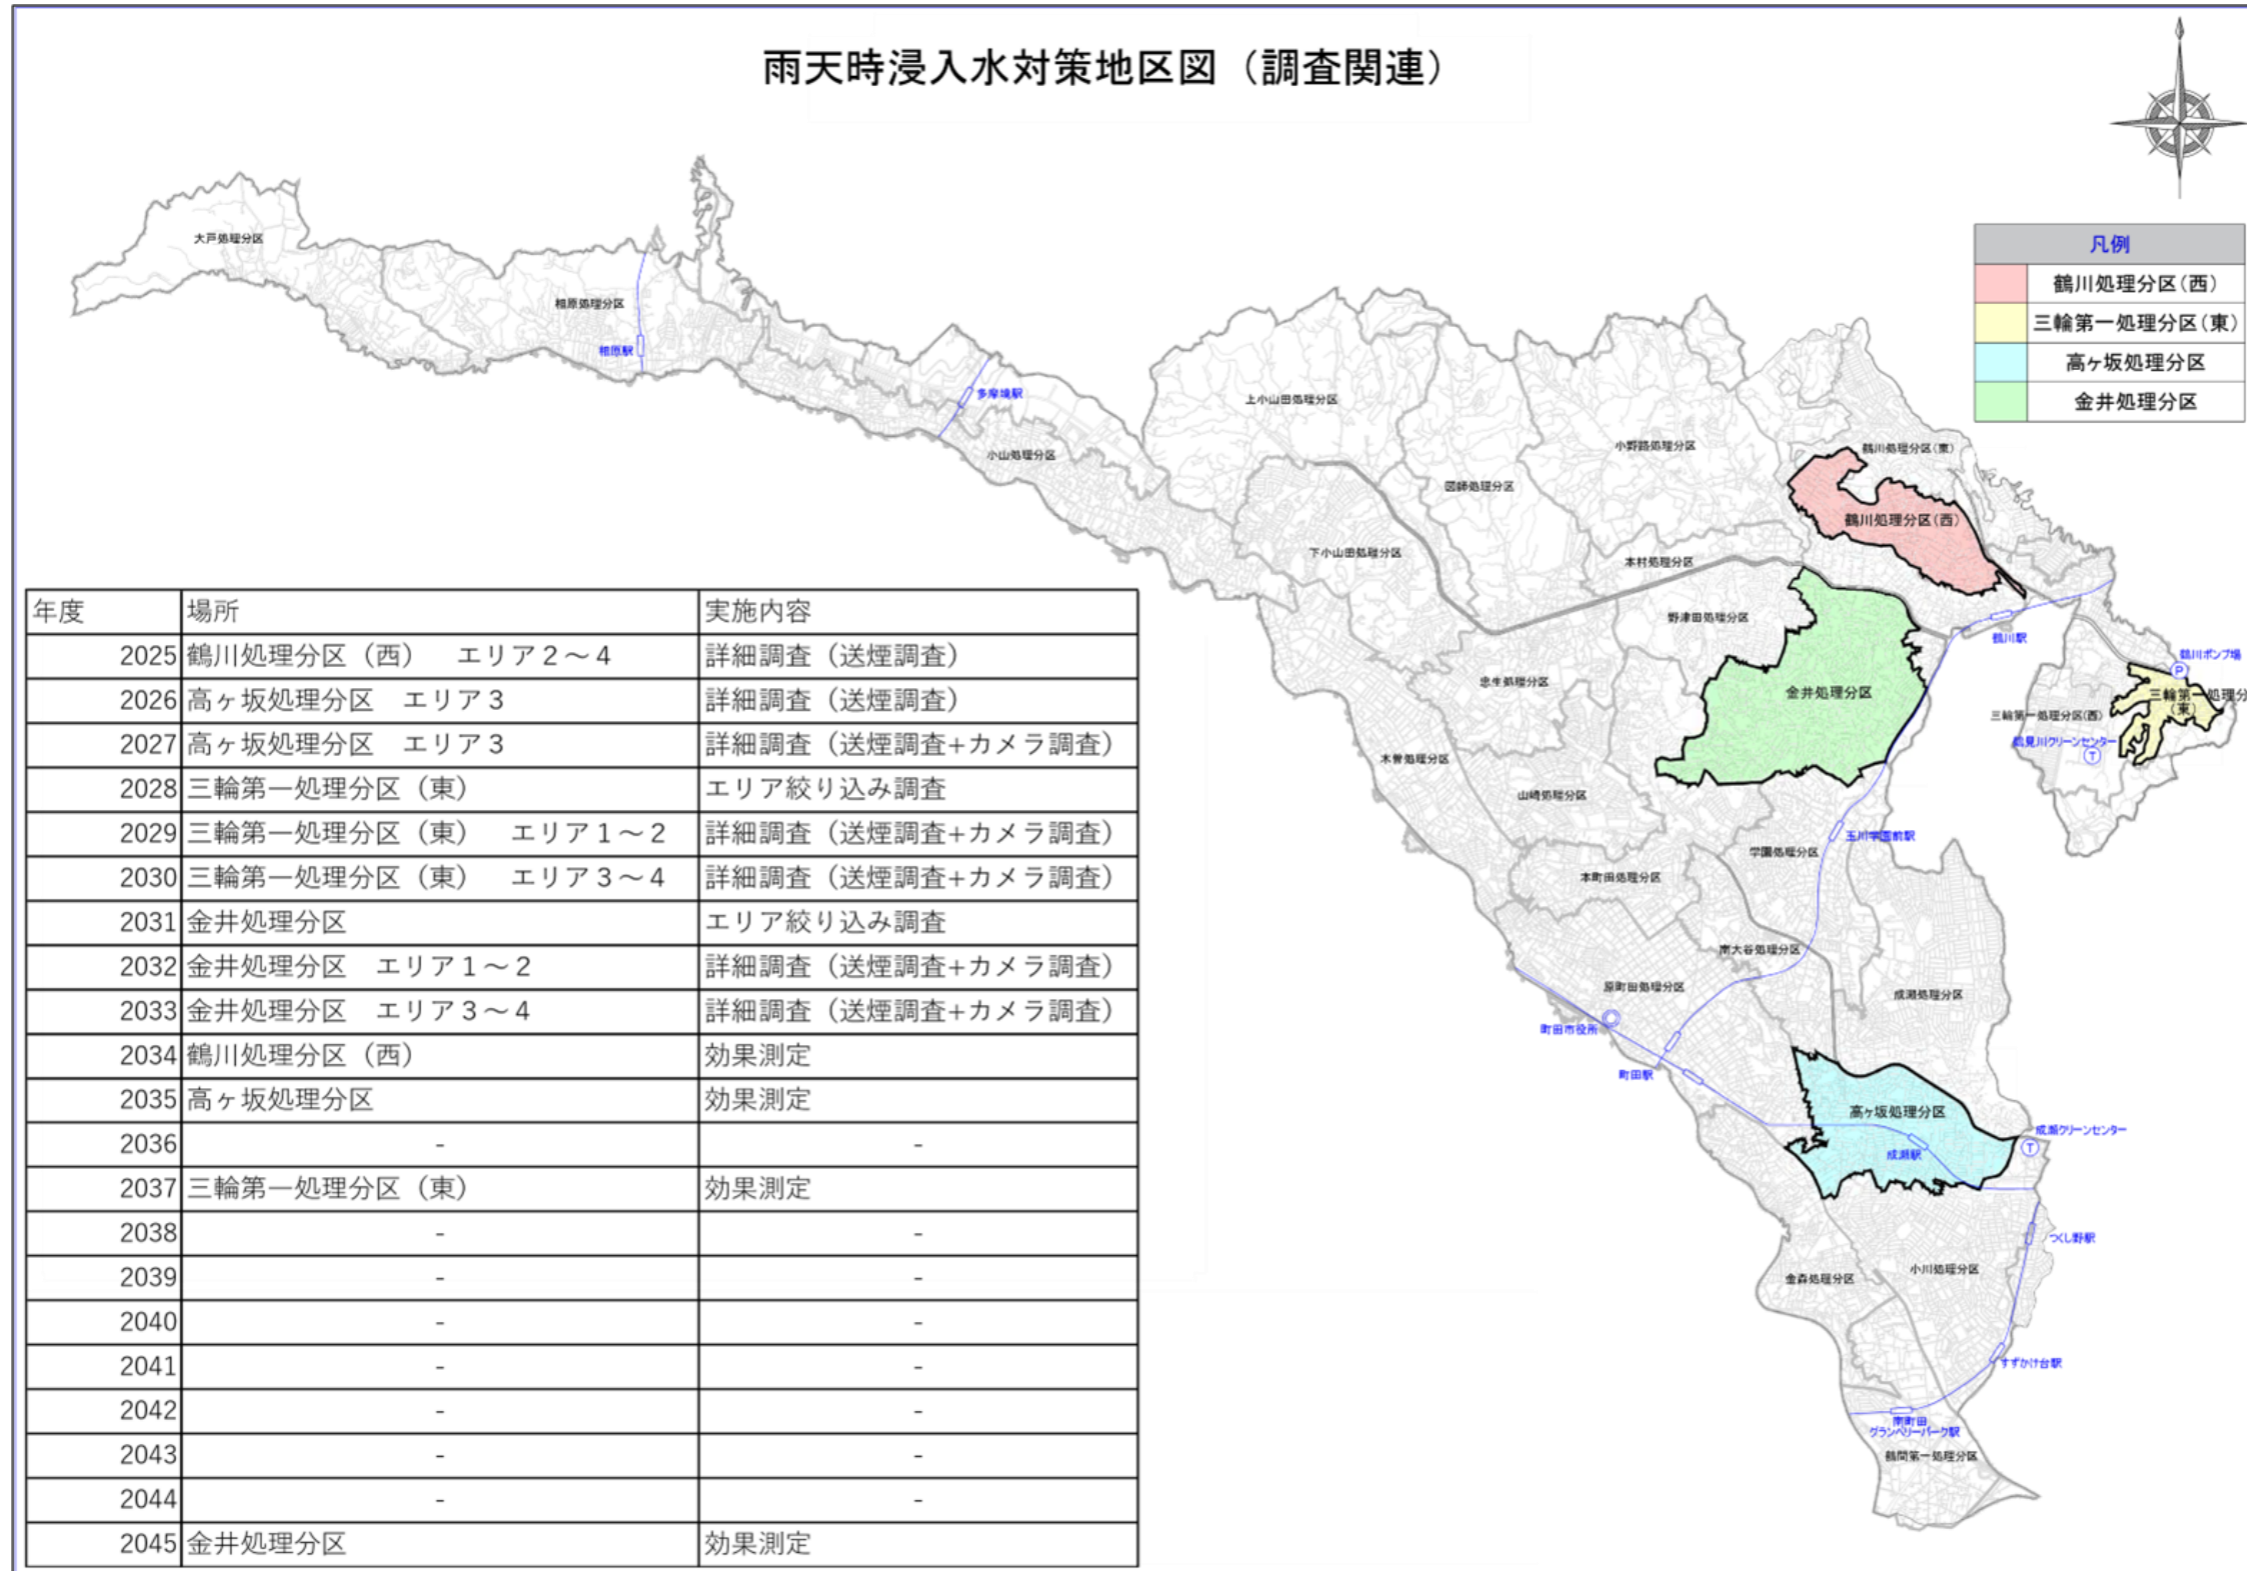 雨天時浸入水対策地区図（調査関連）
凡例
鶴川処理分区(西)
三輪第一処理分区(東)
高ヶ坂処理分区
金井処理分区
大戸処理分区
相原処理分区
相原駅
多摩境駅
小山処理分区
上小山田処理分区
小野路処理分区
図師処理分区
鶴川処理分区(東)
鶴川処理分区(西)
下小山田処理分区
本村処理分区
野津田処理分区
鶴川駅
鶴川ポンプ場
P
忠生処理分区
金井処理分区
三輪第一処理分
(東)
三輪第一処理分区(西)
鶴見川クリーンセンター
T
木曽処理分区
山崎処理分区
玉川学園前駅
学園処理分区
本町田処理分区
南大谷処理分区
原町田処理分区
成瀬処理分区
町田市役所
町田駅
高ヶ坂処理分区
成瀬クリーンセンター
T
成瀬駅
つくし野駅
金森処理分区
小川処理分区
すずかけ台駅
南町田
グランベリーパーク駅
鶴間第一処理分区
年度 場所 実施内容
2025 鶴川処理分区（西）　エリア２～４ 詳細調査（送煙調査）
2026 高ヶ坂処理分区　エリア３ 詳細調査（送煙調査）
2027 高ヶ坂処理分区　エリア３ 詳細調査（送煙調査+カメラ調査）
2028 三輪第一処理分区（東） エリア絞り込み調査
2029 三輪第一処理分区（東）　エリア１～２ 詳細調査（送煙調査+カメラ調査）
2030 三輪第一処理分区（東）　エリア３～４ 詳細調査（送煙調査+カメラ調査）
2031 金井処理分区 エリア絞り込み調査
2032 金井処理分区　エリア１～２ 詳細調査（送煙調査+カメラ調査）
2033 金井処理分区　エリア３～４ 詳細調査（送煙調査+カメラ調査）
2034 鶴川処理分区（西） 効果測定
2035 高ヶ坂処理分区 効果測定
2036 - -
2037 三輪第一処理分区（東） 効果測定
2038 - -
2039 - -
2040 - -
2041 - -
2042 - -
2043 - -
2044 - -
2045 金井処理分区 効果測定